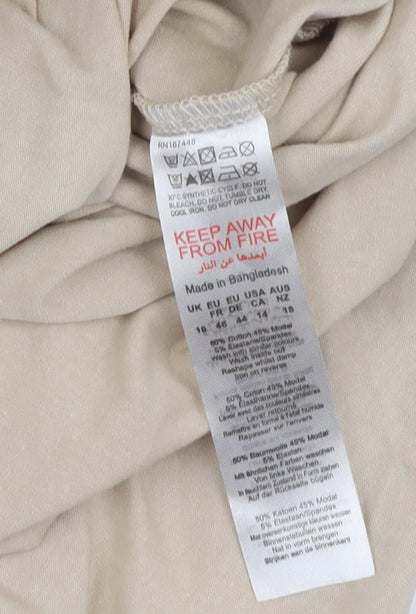 RN167448
30°C SYNTHETIC CYCLE. DO NOT
BLEACH, DO NOT TUMBLE DRY.
COOL IRON, DO NOT DRY CLEAN
KEEP AWAY
FROM FIRE
أبعدها عن النار
Made in Bangladesh
UK EU EU USA AUS
FR DE CA NZ
18 46 44 14 18
50% Cotton 45% Modal
5% Elastane/Spandex
Wash with similar colours
Wash inside out
Reshape whilst damp
Iron on reverse
50% Coton 45% Modal
5% Élasthanne/Spandex
Laver avec des couleurs similaires
Laver retourné
Remettre en forme à l'état humide
Repasser sur l'envers
50% Baumwolle 45% Modal
5% Elastan
Mit ähnlichen Farben waschen
Von links Waschen
In feuchten Zustand in Form ziehen
Auf der Rückseite bügeln
50% Katoen 45% Modal
5% Elastaan/Spandex
Met overeenkomstige kleuren wassen
Binnenstebuiten wassen
Nat in vorm brengen
Strijken aan de binnenkant